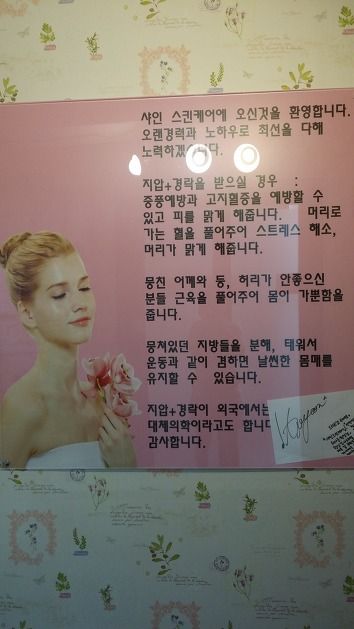 샤인 스킨케어에 오신것을 환영합니다.
오랜경력과 노하우로 최선을 다해
노력하겠습니다.
지압+경락을 받으실 경우 :
중풍예방과 고지혈증을 예방할 수
있고 피를 맑게 해줍니다. 머리로
가는 혈을 풀어주어 스트레스 해소,
머리가 맑게 해줍니다.
뭉친 어께와 등, 허리가 안좋으신
분들 근육을 풀어주어 몸이 가뿐함을
줍니다.
뭉쳐있던 지방들을 분해, 태워서
운동과 같이 겸하면 날씬한 몸매를
유지할 수 있습니다.
지압+경락이 외국에서는
대체의학이라고도 합니다
감사합니다.